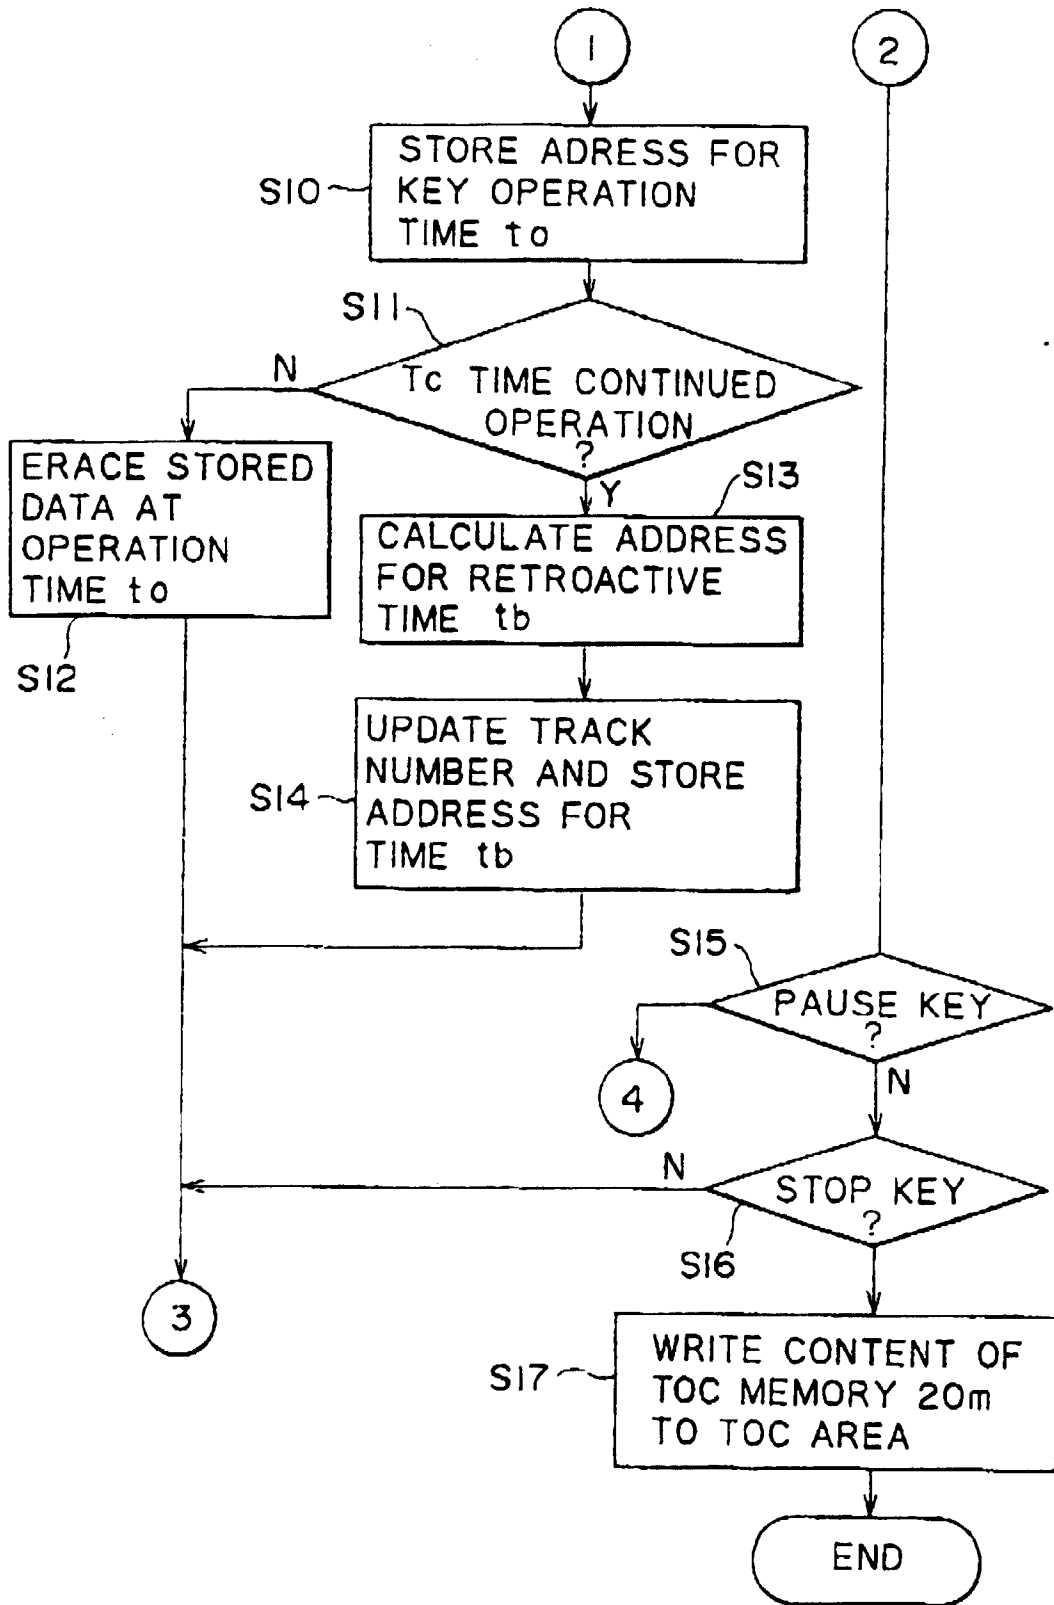 1
2
STORE ADRESS FOR
KEY OPERATION
TIME to
S10
S11
N
Tc TIME CONTINUED
OPERATION
?
Y
ERACE STORED
DATA AT
OPERATION
TIME to
S12
S13
CALCULATE ADDRESS
FOR RETROACTIVE
TIME tb
UPDATE TRACK
NUMBER AND STORE
ADDRESS FOR
TIME tb
S14
S15
PAUSE KEY
?
4
N
N
STOP KEY
?
S16
3
S17
WRITE CONTENT OF
TOC MEMORY 20m
TO TOC AREA
END